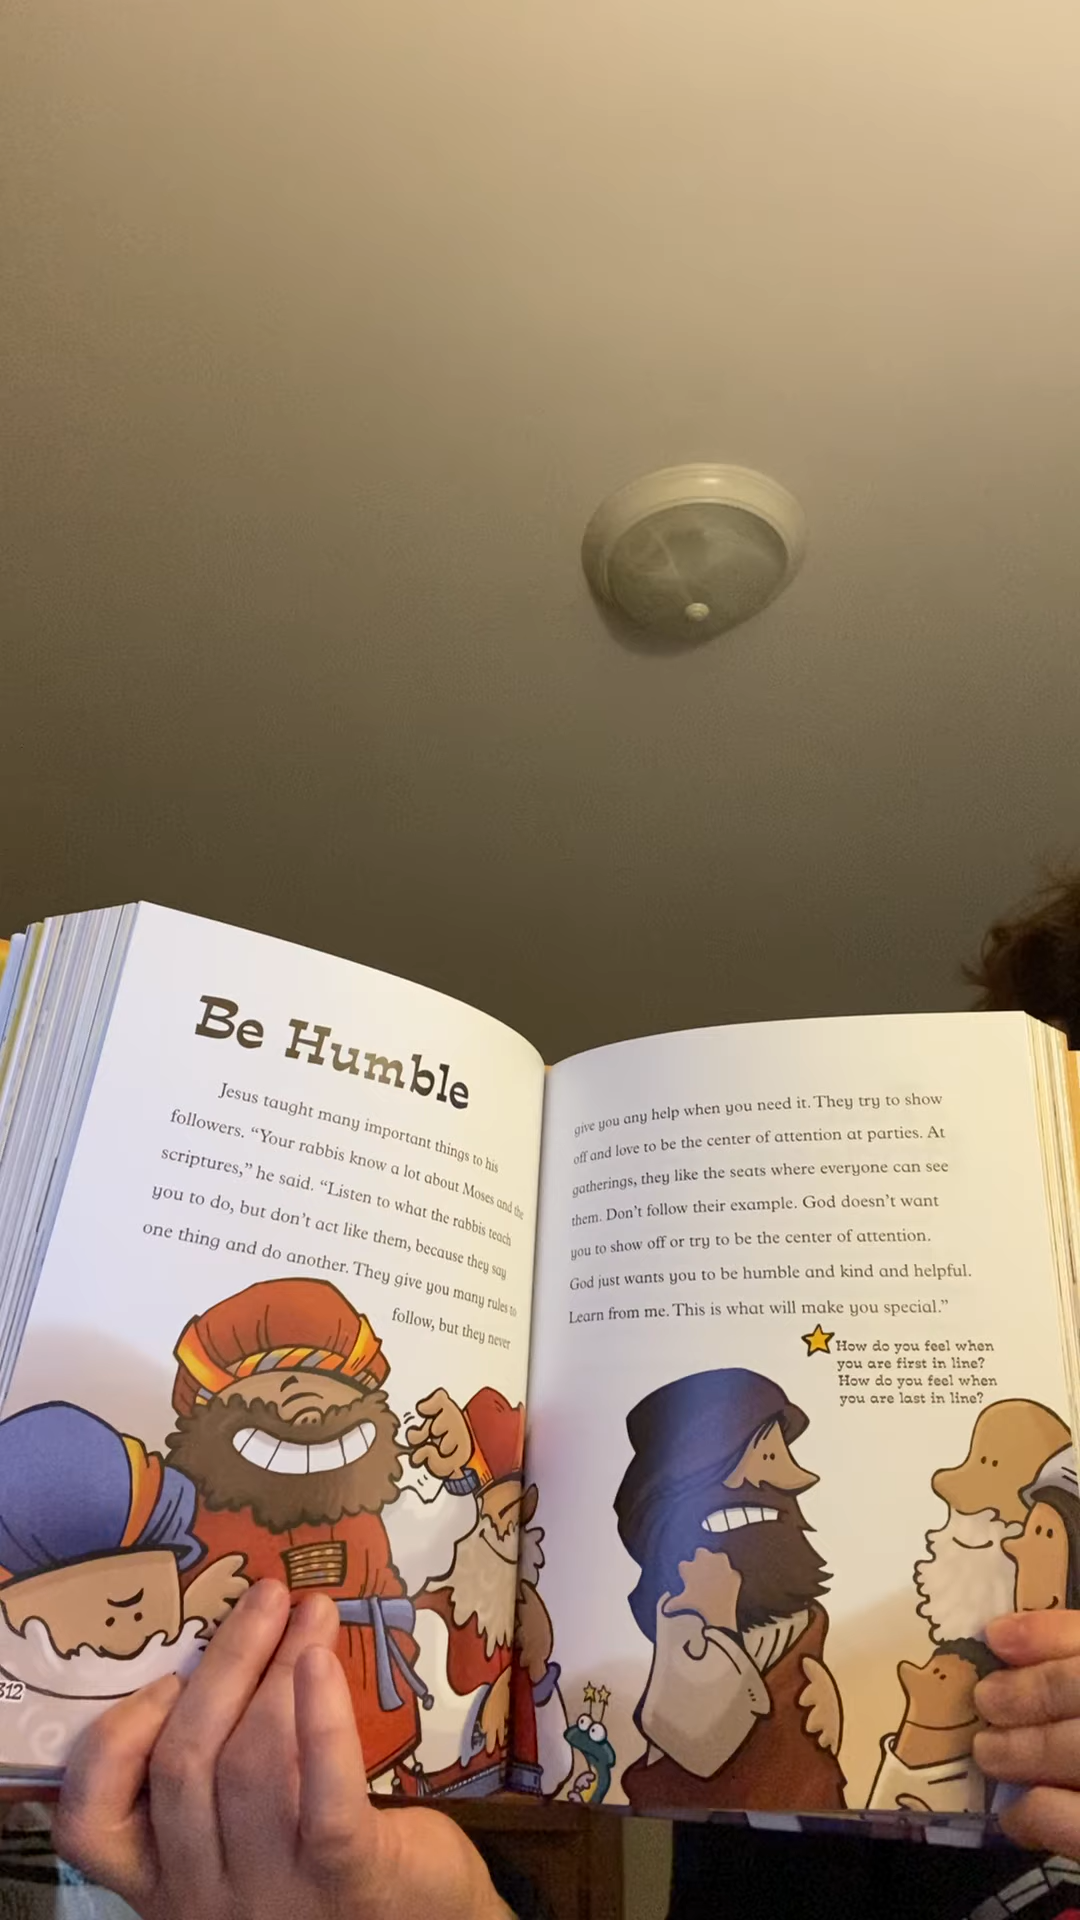 Be Humble
Jesus taught many important things to his
followers. “Your rabbis know a lot about Moses and the
scriptures,” he said. “Listen to what the rabbis teach
you to do, but don’t act like them, because they say
one thing and do another. They give you many rules to
follow, but they never
312
give you any help when you need it. They try to show
off and love to be the center of attention at parties. At
gatherings, they like the seats where everyone can see
them. Don’t follow their example. God doesn’t want
you to show off or try to be the center of attention.
God just wants you to be humble and kind and helpful.
Learn from me. This is what will make you special.”
How do you feel when
you are first in line?
How do you feel when
you are last in line?